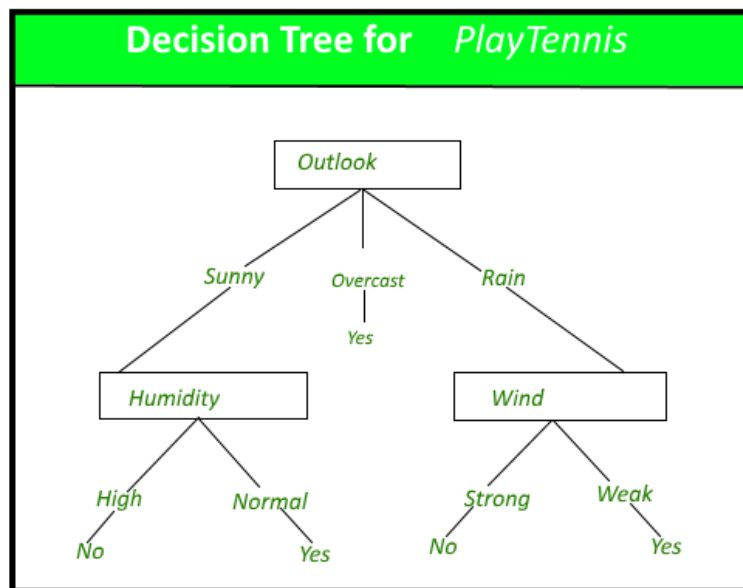 Decision Tree for PlayTennis
Outlook
Sunny Overcast Rain
Yes
Humidity Wind
High Normal Strong Weak
No Yes No Yes